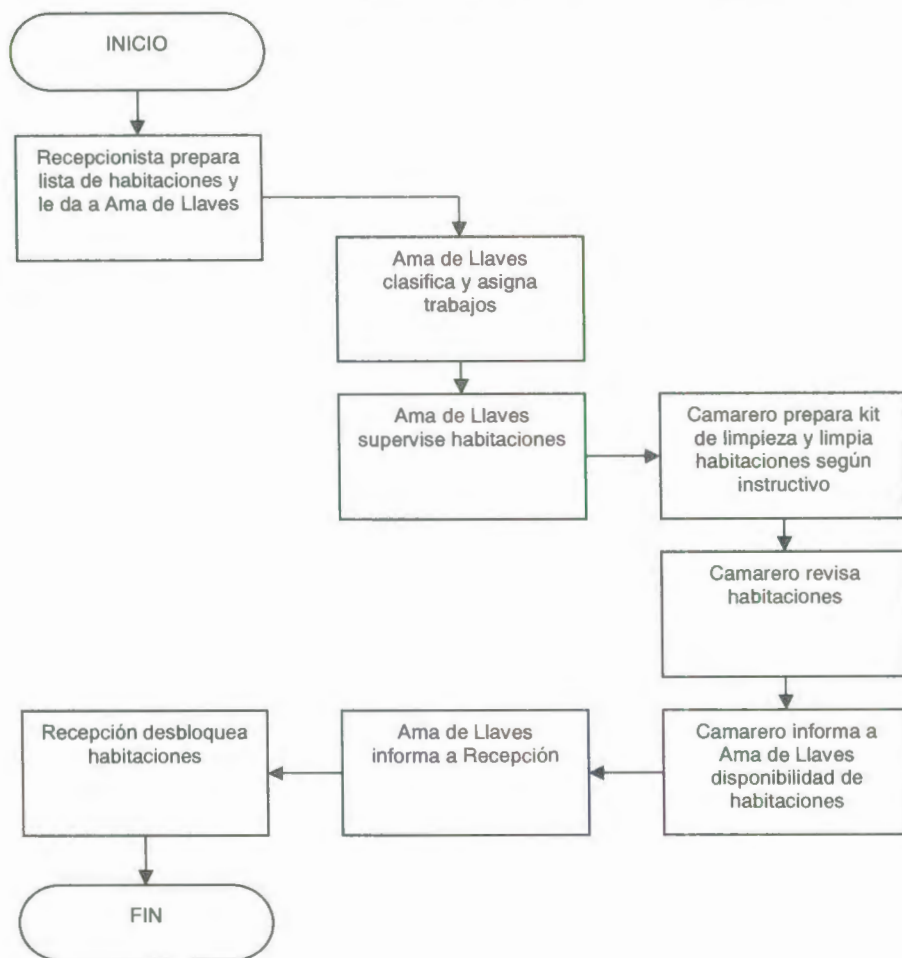 INICIO
Recepcionista prepara
lista de habitaciones y
le da a Ama de Llaves
Ama de Llaves
clasifica y asigna
trabajos
Ama de Llaves
supervise habitaciones
Camarero prepara kit
de limpieza y limpia
habitaciones según
instructivo
Camarero revisa
habitaciones
Camarero informa a
Ama de Llaves
disponibilidad de
habitaciones
Ama de Llaves
informa a Recepción
Recepción desbloquea
habitaciones
FIN